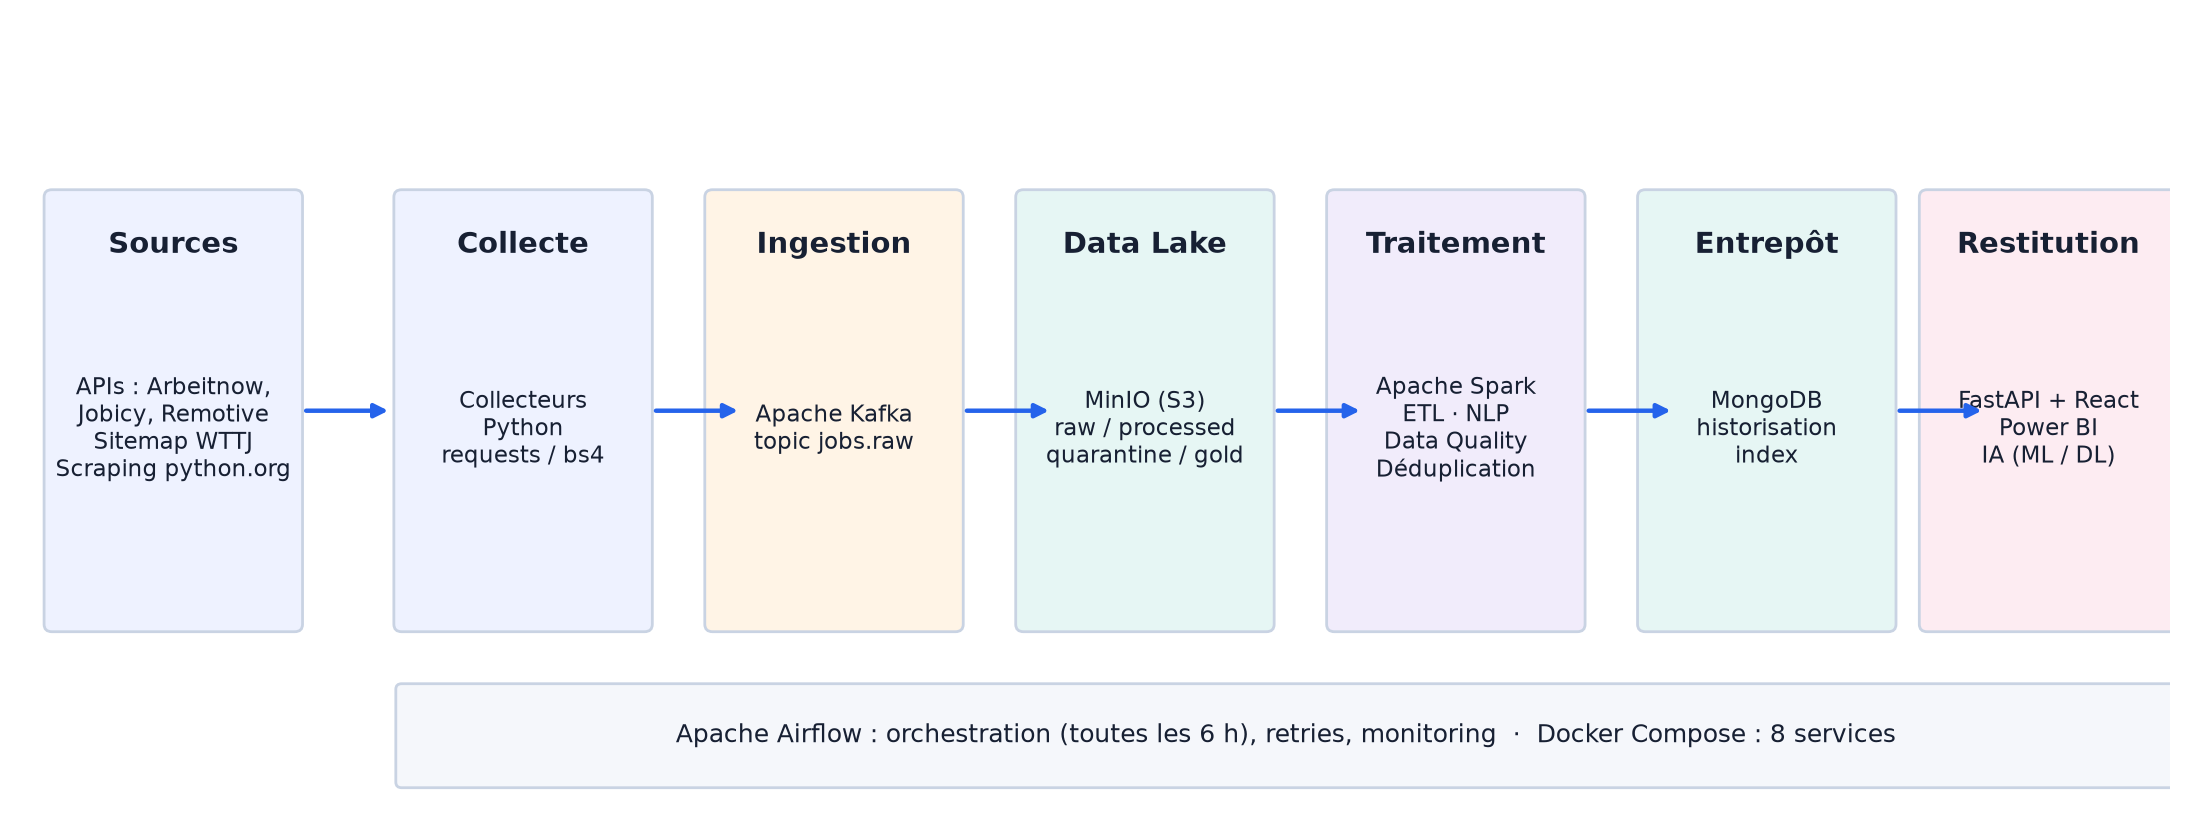 Sources
APIs : Arbeitnow,
Jobicy, Remotive
Sitemap WTTJ
Scraping python.org
Collecte
Collecteurs
Python
requests / bs4
Ingestion
Apache Kafka
topic jobs.raw
Data Lake
MinIO (S3)
raw / processed
quarantine / gold
Traitement
Apache Spark
ETL · NLP
Data Quality
Déduplication
Entrepôt
MongoDB
historisation
index
Restitution
FastAPI + React
Power BI
IA (ML / DL)
Apache Airflow : orchestration (toutes les 6 h), retries, monitoring · Docker Compose : 8 services